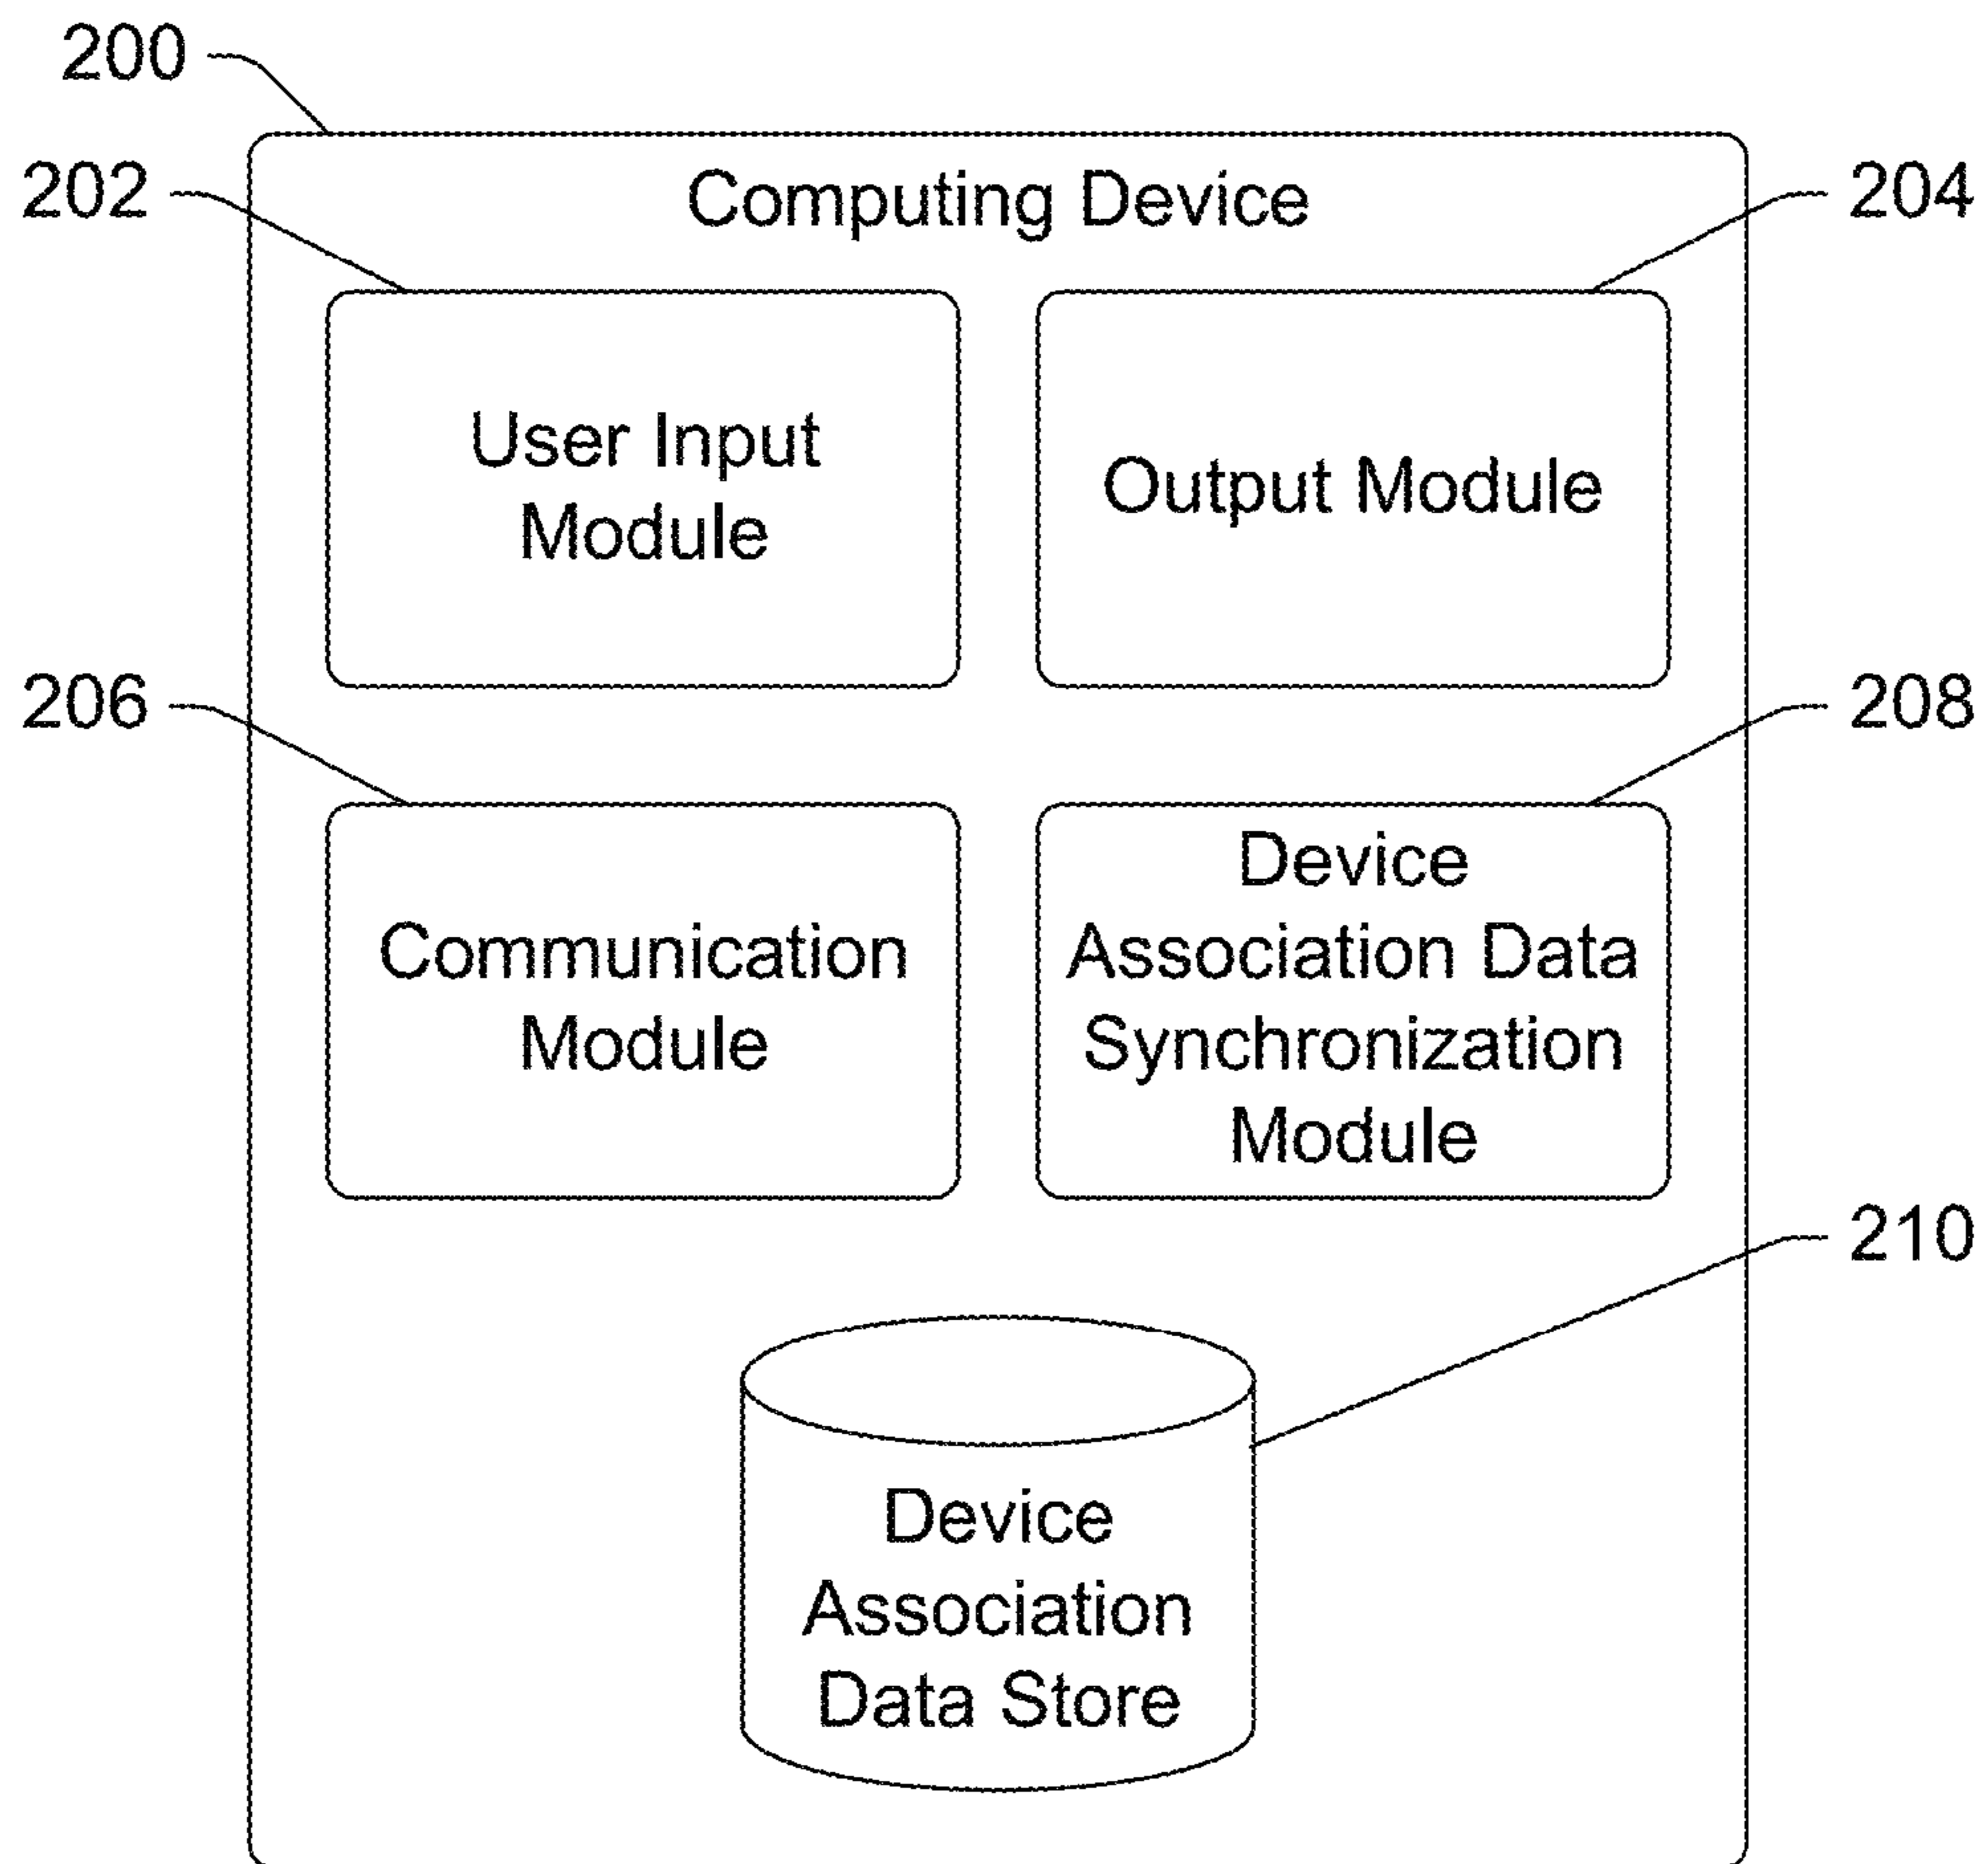 200
Computing Device
202
204
User Input
Module
Output Module
206
208
Communication
Module
Device
Association Data
Synchronization
Module
210
Device
Association
Data Store